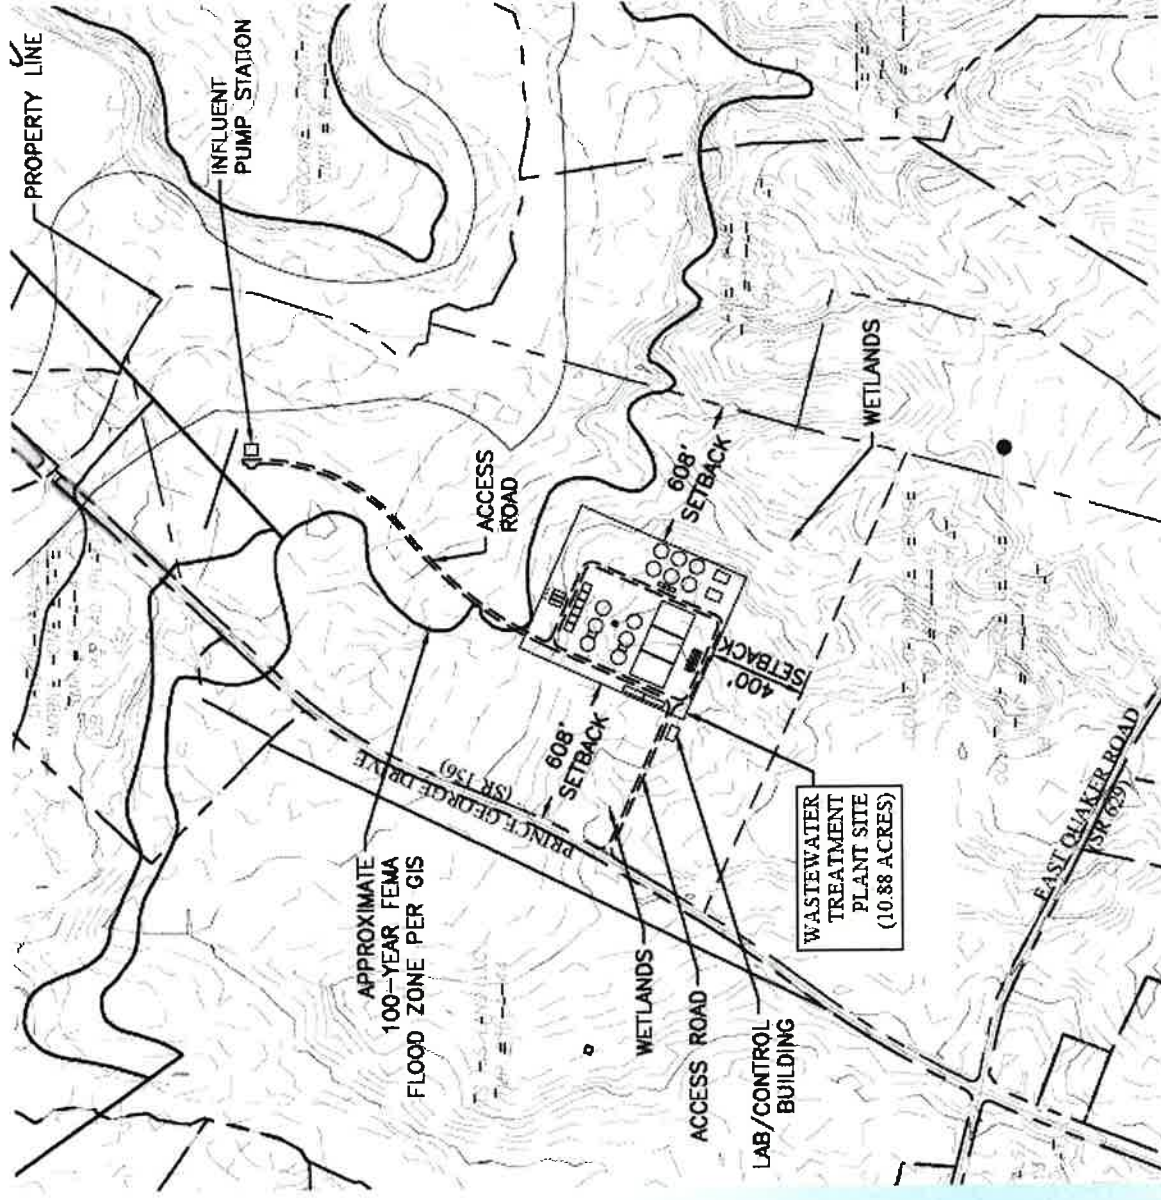 PROPERTY LINE
INFLUENT
PUMP STATION
ACCESS
ROAD
608'
SETBACK
WETLANDS
400'
SETBACK
608'
SETBACK
PRINCE GEORGE DRIVE
(SR 156)
APPROXIMATE
100-YEAR FEMA
FLOOD ZONE PER GIS
WETLANDS
ACCESS ROAD
LAB/CONTROL
BUILDING
WASTEWATER
TREATMENT
PLANT SITE
(10.88 ACRES)
EAST QUAKER ROAD
(SR 629)